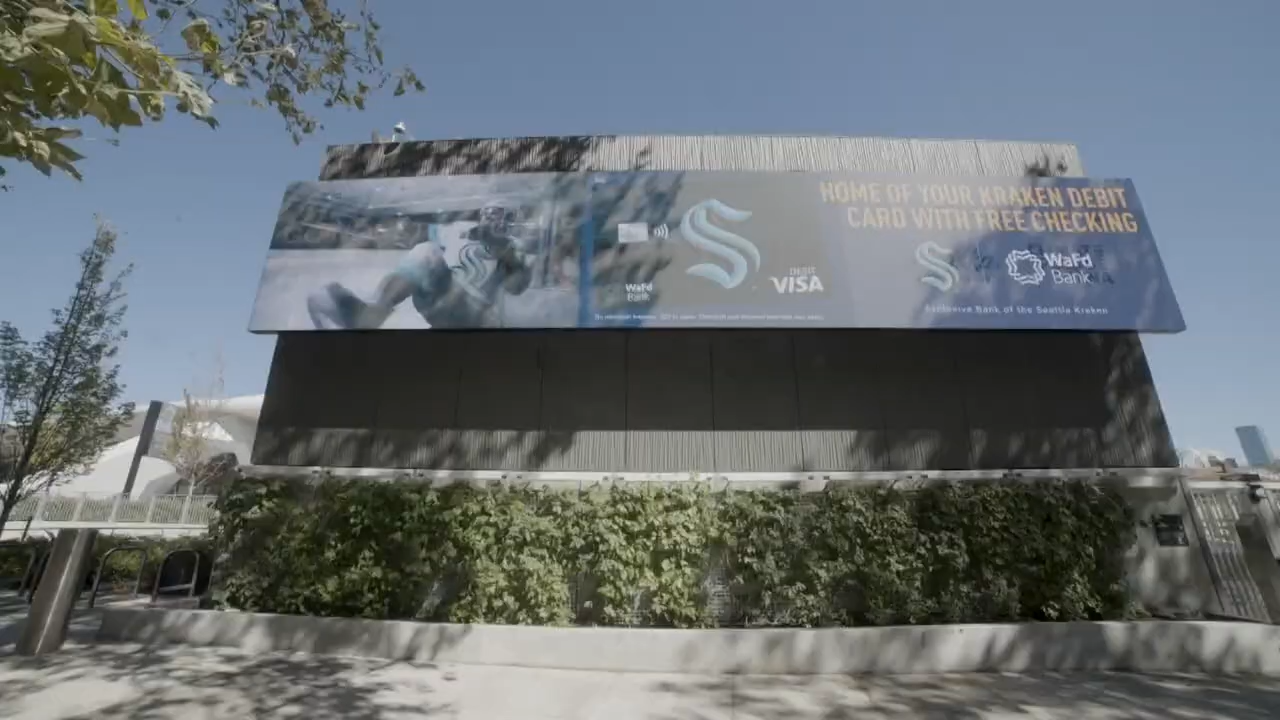 HOME OF YOUR KRAKEN DEBIT
CARD WITH FREE CHECKING
WaFd
Bank
DEBIT
VISA
WaFd
Bank
Exclusive Bank of the Seattle Kraken